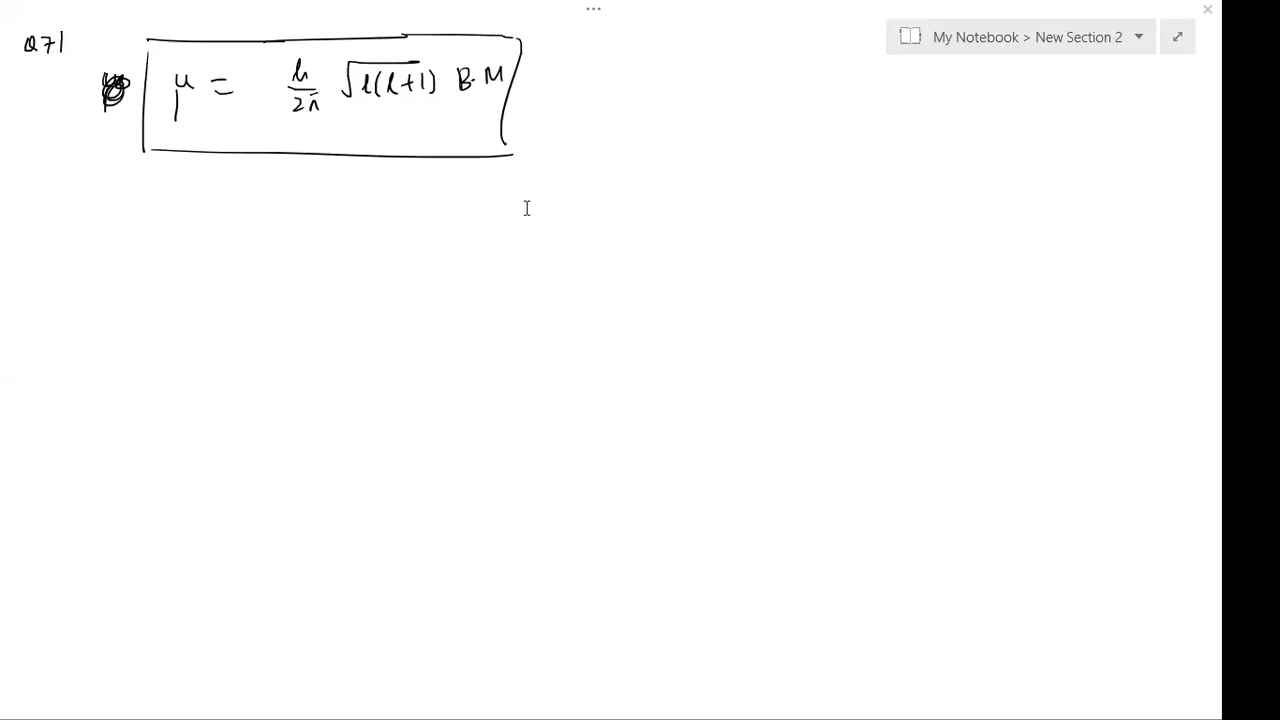 Q71
μ = h/2π √l(l+1) B.M
My Notebook > New Section 2